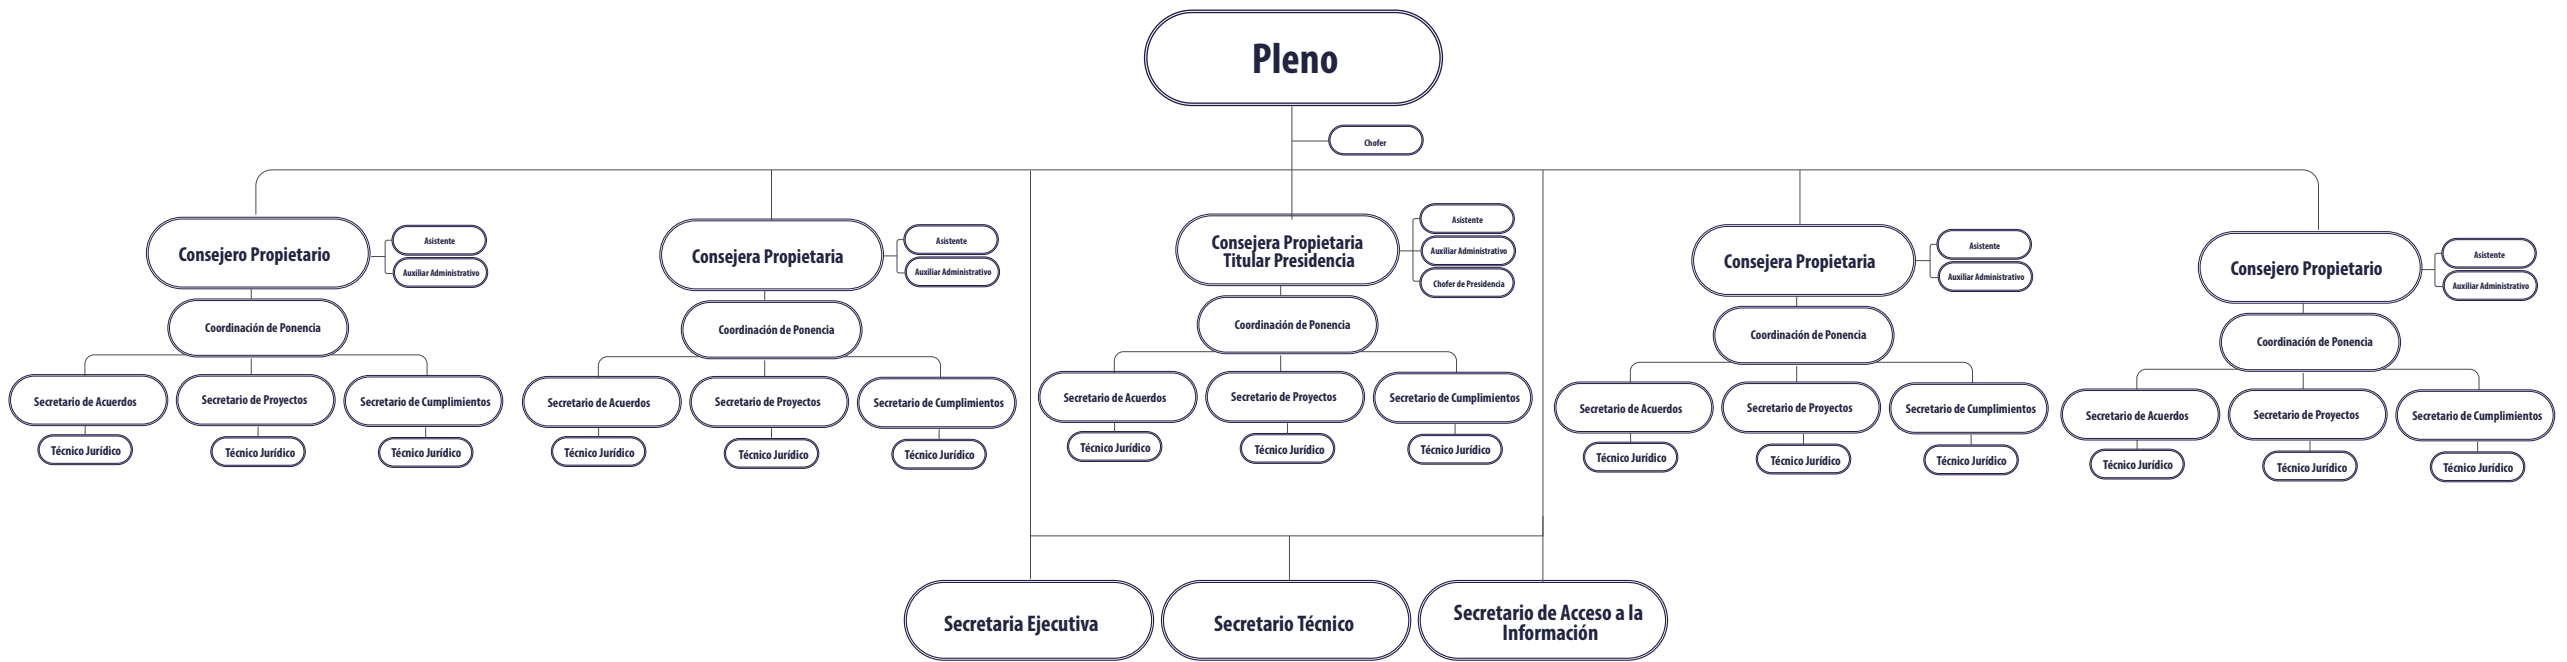 Pleno
Chofer
Consejero Propietario
Asistente
Auxiliar Administrativo
Coordinación de Ponencia
Secretario de Acuerdos
Secretario de Proyectos
Secretario de Cumplimientos
Técnico Jurídico
Técnico Jurídico
Técnico Jurídico
Consejera Propietaria
Asistente
Auxiliar Administrativo
Coordinación de Ponencia
Secretario de Acuerdos
Secretario de Proyectos
Secretario de Cumplimientos
Técnico Jurídico
Técnico Jurídico
Técnico Jurídico
Consejera Propietaria
Titular Presidencia
Asistente
Auxiliar Administrativo
Chofer de Presidencia
Coordinación de Ponencia
Secretario de Acuerdos
Secretario de Proyectos
Secretario de Cumplimientos
Técnico Jurídico
Técnico Jurídico
Técnico Jurídico
Consejera Propietaria
Asistente
Auxiliar Administrativo
Coordinación de Ponencia
Secretario de Acuerdos
Secretario de Proyectos
Secretario de Cumplimientos
Técnico Jurídico
Técnico Jurídico
Técnico Jurídico
Consejero Propietario
Asistente
Auxiliar Administrativo
Coordinación de Ponencia
Secretario de Acuerdos
Secretario de Proyectos
Secretario de Cumplimientos
Técnico Jurídico
Técnico Jurídico
Técnico Jurídico
Secretaria Ejecutiva
Secretario Técnico
Secretario de Acceso a la
Información